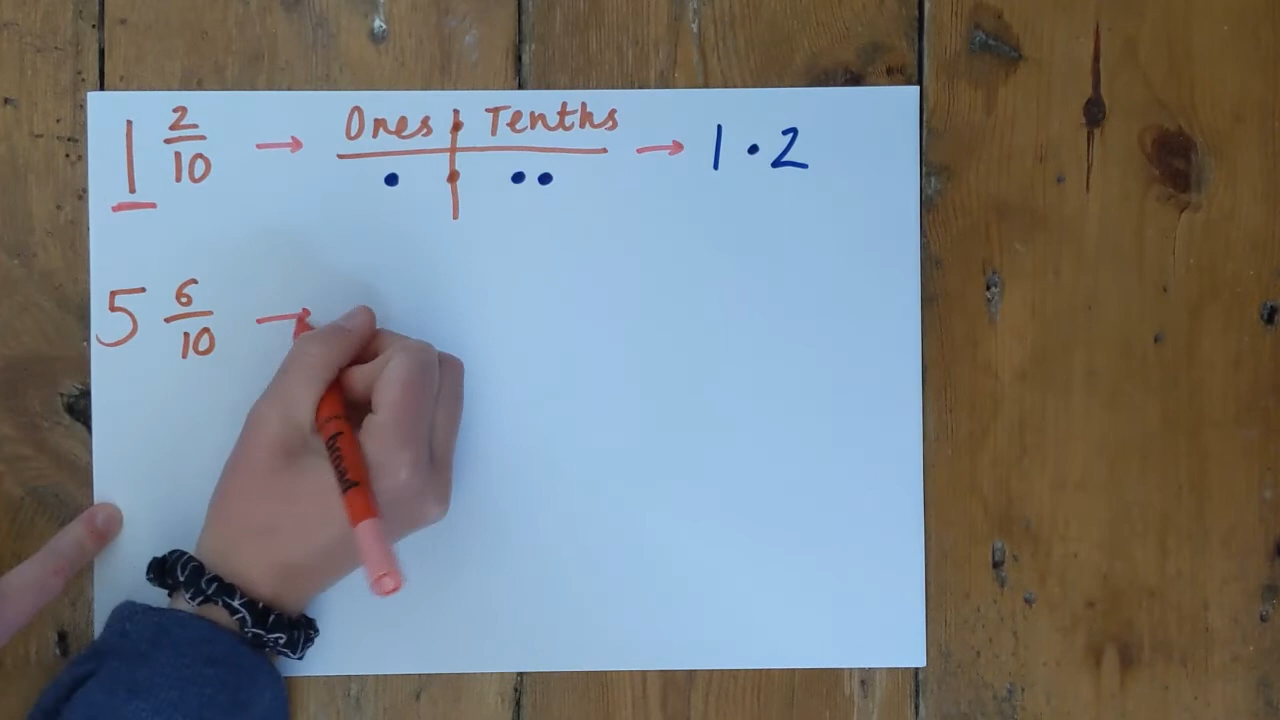 1 2/10 → Ones Tenths → 1.2
5 6/10 →
broad